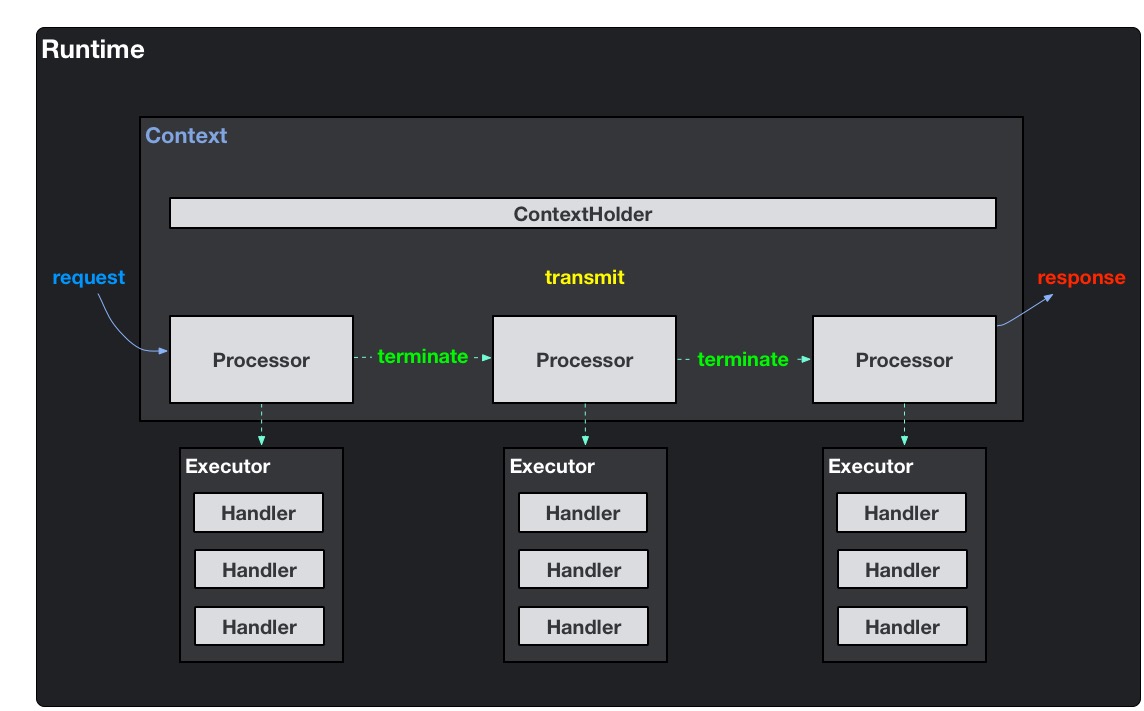 Runtime
Context
ContextHolder
request
transmit
response
Processor
terminate
Processor
terminate
Processor
Executor
Handler
Handler
Handler
Executor
Handler
Handler
Handler
Executor
Handler
Handler
Handler